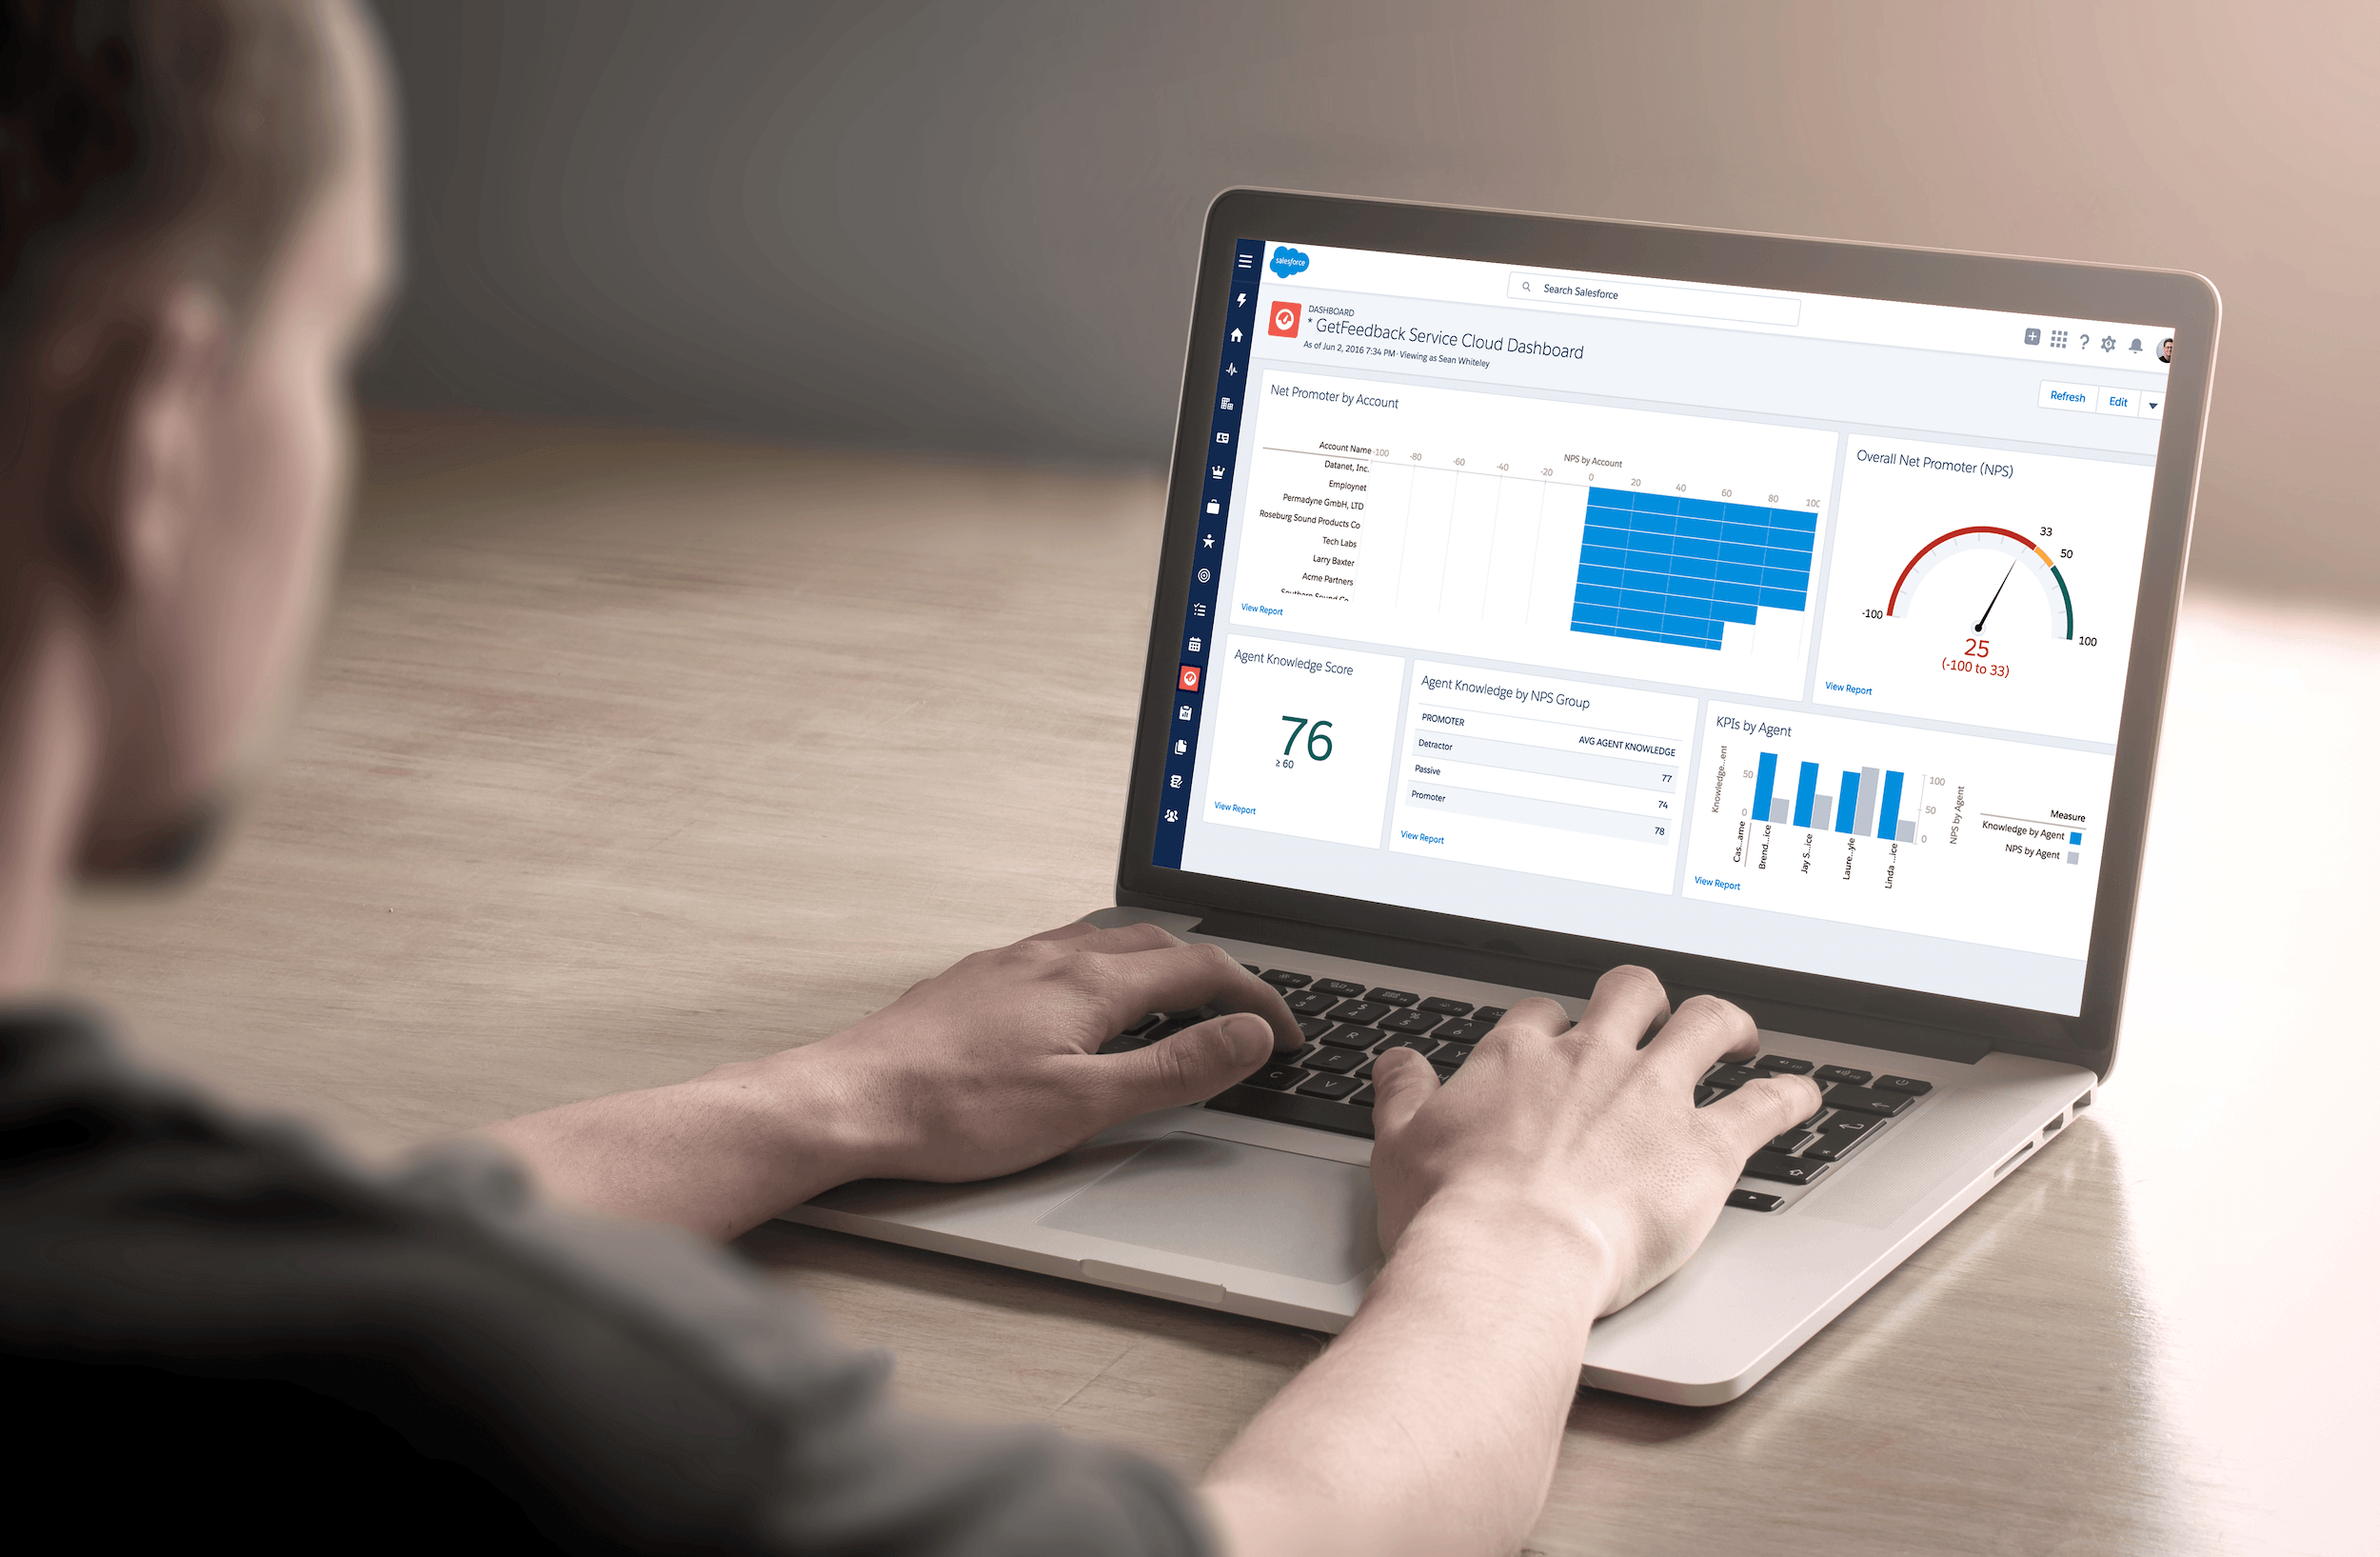 salesforce
Search Salesforce
DASHBOARD
* GetFeedback Service Cloud Dashboard
As of Jun 2, 2016 7:34 PM· Viewing as Sean Whiteley
Refresh
Edit
Net Promoter by Account
NPS by Account
Account Name
-100 -80 -60 -40 -20 0 20 40 60 80 100
Datanet, Inc.
Employnet
Permadyne GmbH, LTD
Roseburg Sound Products Co
Tech Labs
Larry Baxter
Acme Partners
Southern Sound Co
View Report
Overall Net Promoter (NPS)
33
50
-100
100
25
(-100 to 33)
View Report
Agent Knowledge Score
76
≥ 60
View Report
Agent Knowledge by NPS Group
PROMOTER AVG AGENT KNOWLEDGE
Detractor 77
Passive 74
Promoter 78
View Report
KPIs by Agent
Knowledge...ent
50
0
100
50
0
NPS by Agent
Cas...ame
Brend...ice
Jay S...ice
Laure...yle
Linda ...ice
Measure
Knowledge by Agent
NPS by Agent
View Report